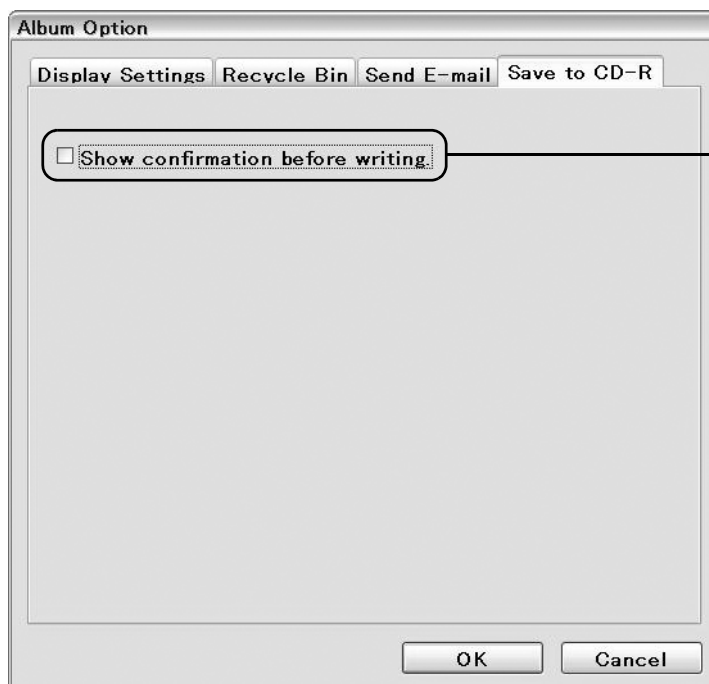 Album Option
Display Settings Recycle Bin Send E-mail Save to CD-R
Show confirmation before writing.
OK Cancel